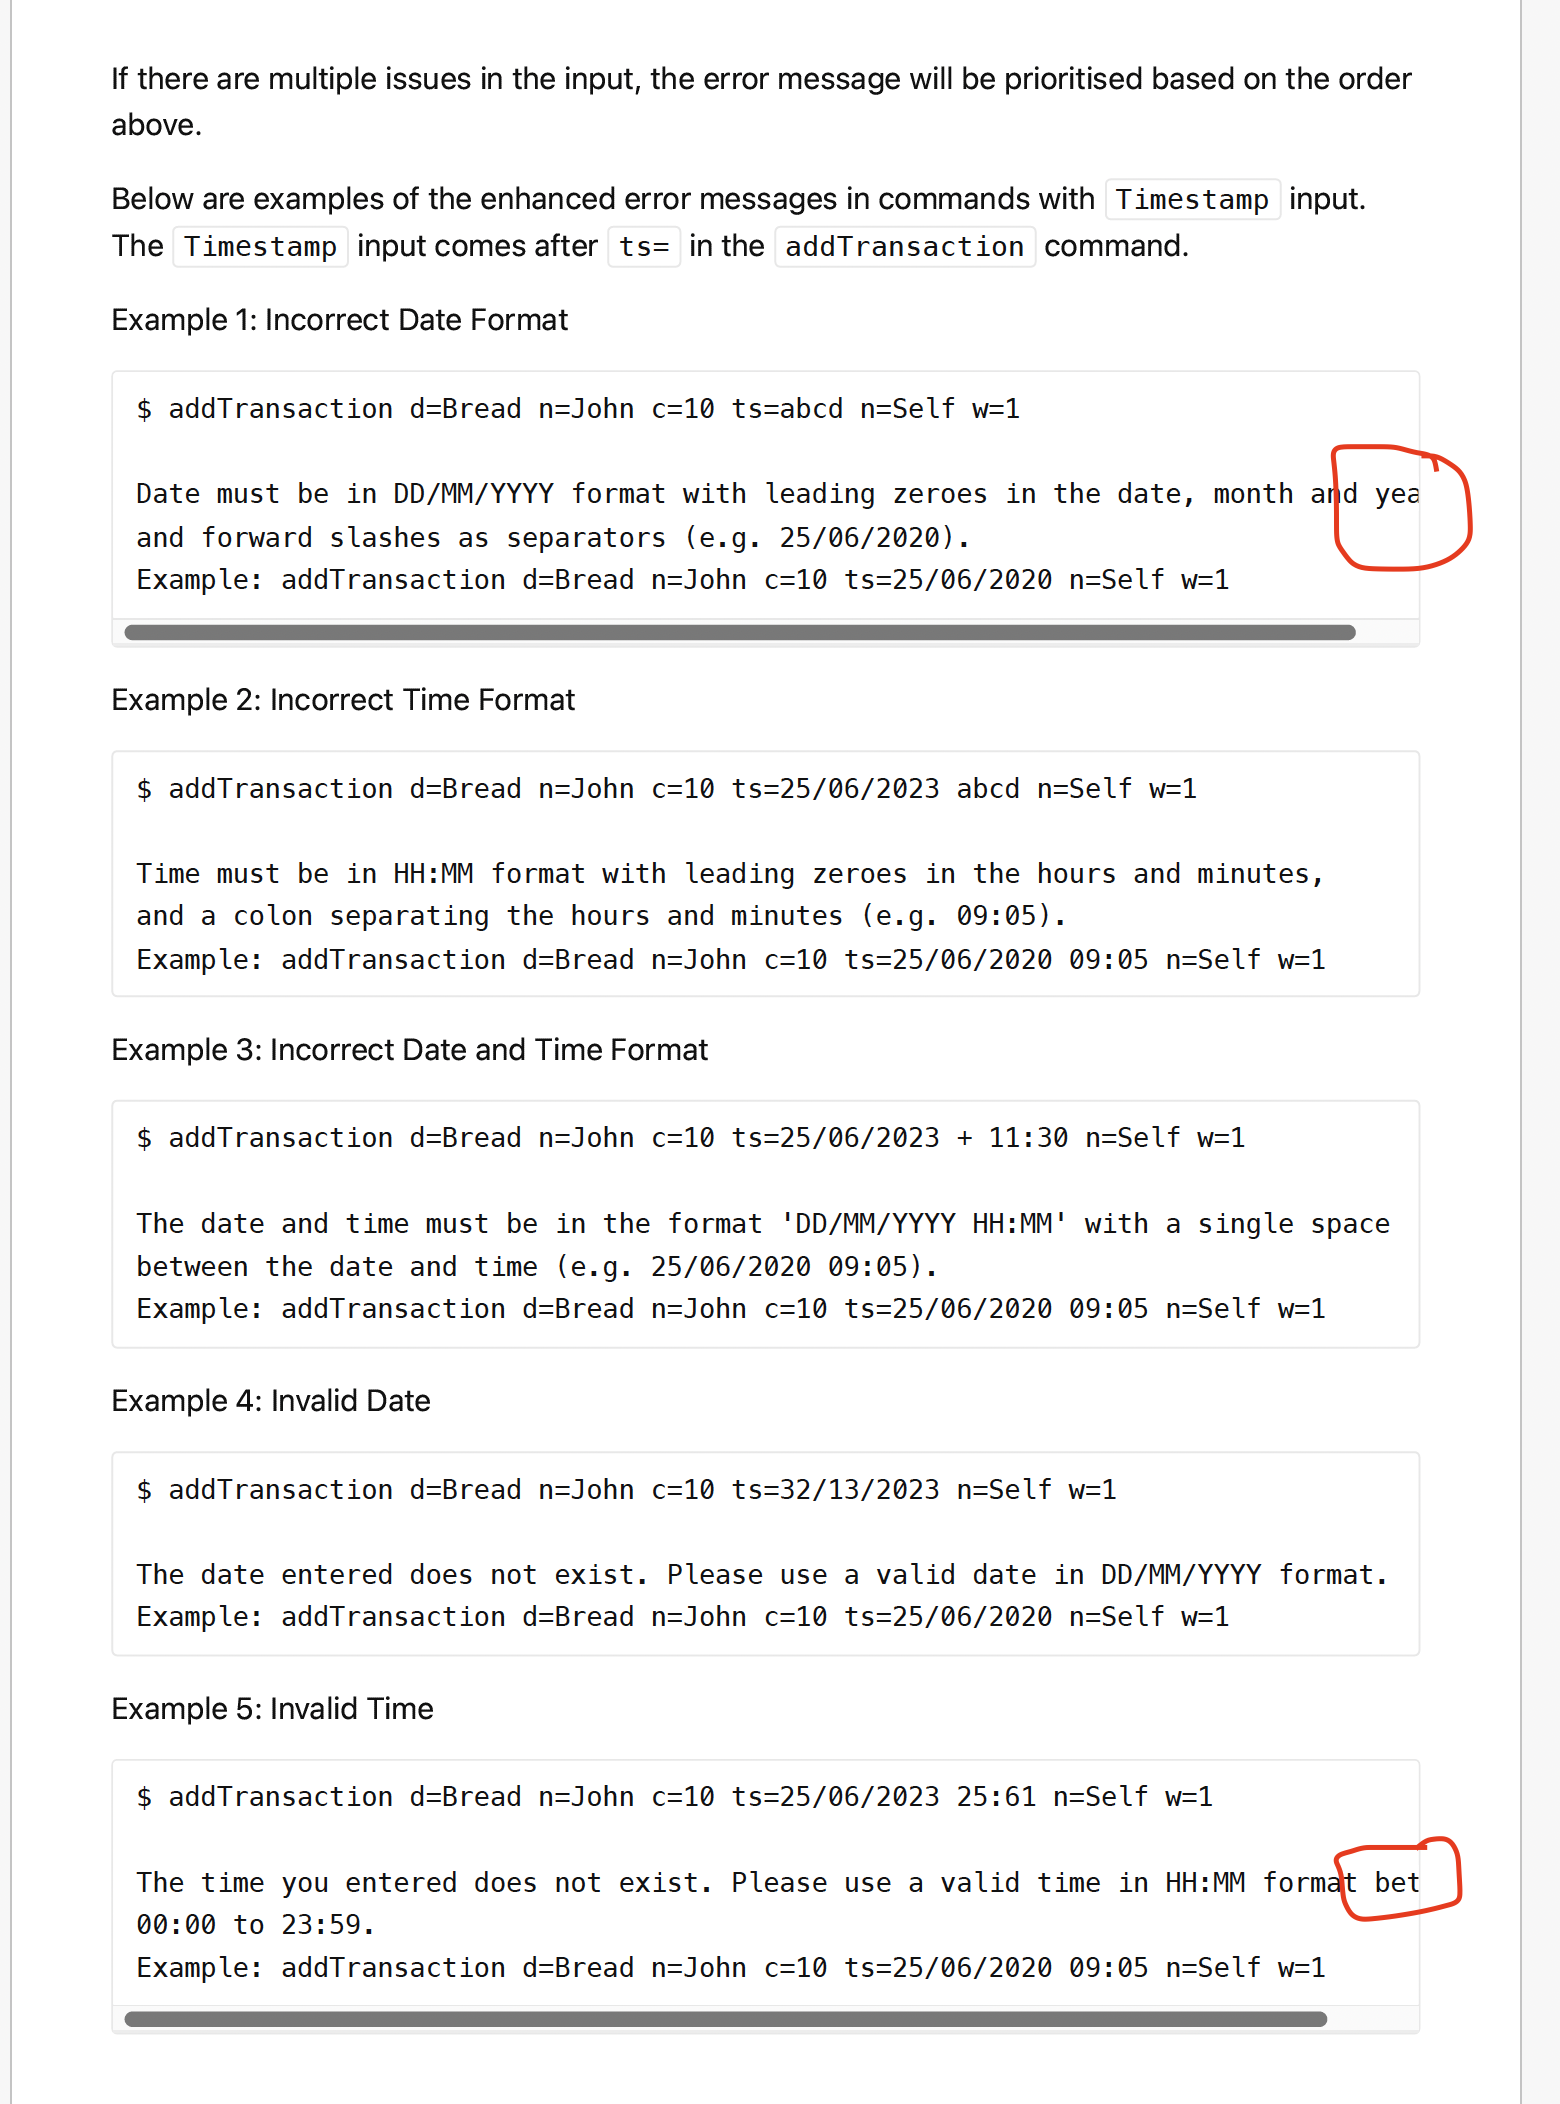 If there are multiple issues in the input, the error message will be prioritised based on the order
above.
Below are examples of the enhanced error messages in commands with Timestamp input.
The Timestamp input comes after ts= in the addTransaction command.
Example 1: Incorrect Date Format
$ addTransaction d=Bread n=John c=10 ts=abcd n=Self w=1
Date must be in DD/MM/YYYY format with leading zeroes in the date, month and yea
and forward slashes as separators (e.g. 25/06/2020).
Example: addTransaction d=Bread n=John c=10 ts=25/06/2020 n=Self w=1
Example 2: Incorrect Time Format
$ addTransaction d=Bread n=John c=10 ts=25/06/2023 abcd n=Self w=1
Time must be in HH:MM format with leading zeroes in the hours and minutes,
and a colon separating the hours and minutes (e.g. 09:05).
Example: addTransaction d=Bread n=John c=10 ts=25/06/2020 09:05 n=Self w=1
Example 3: Incorrect Date and Time Format
$ addTransaction d=Bread n=John c=10 ts=25/06/2023 + 11:30 n=Self w=1
The date and time must be in the format 'DD/MM/YYYY HH:MM' with a single space
between the date and time (e.g. 25/06/2020 09:05).
Example: addTransaction d=Bread n=John c=10 ts=25/06/2020 09:05 n=Self w=1
Example 4: Invalid Date
$ addTransaction d=Bread n=John c=10 ts=32/13/2023 n=Self w=1
The date entered does not exist. Please use a valid date in DD/MM/YYYY format.
Example: addTransaction d=Bread n=John c=10 ts=25/06/2020 n=Self w=1
Example 5: Invalid Time
$ addTransaction d=Bread n=John c=10 ts=25/06/2023 25:61 n=Self w=1
The time you entered does not exist. Please use a valid time in HH:MM format bet
00:00 to 23:59.
Example: addTransaction d=Bread n=John c=10 ts=25/06/2020 09:05 n=Self w=1